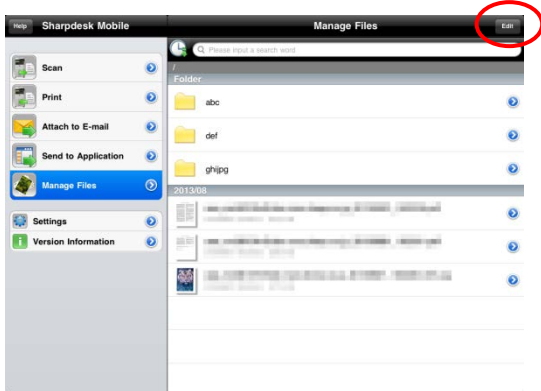 Help Sharpdesk Mobile
Manage Files
Edit
Scan
Print
Attach to E-mail
Send to Application
Manage Files
Settings
Version Information
Please input a search word
/
Folder
abc
def
ghijpg
2013/08